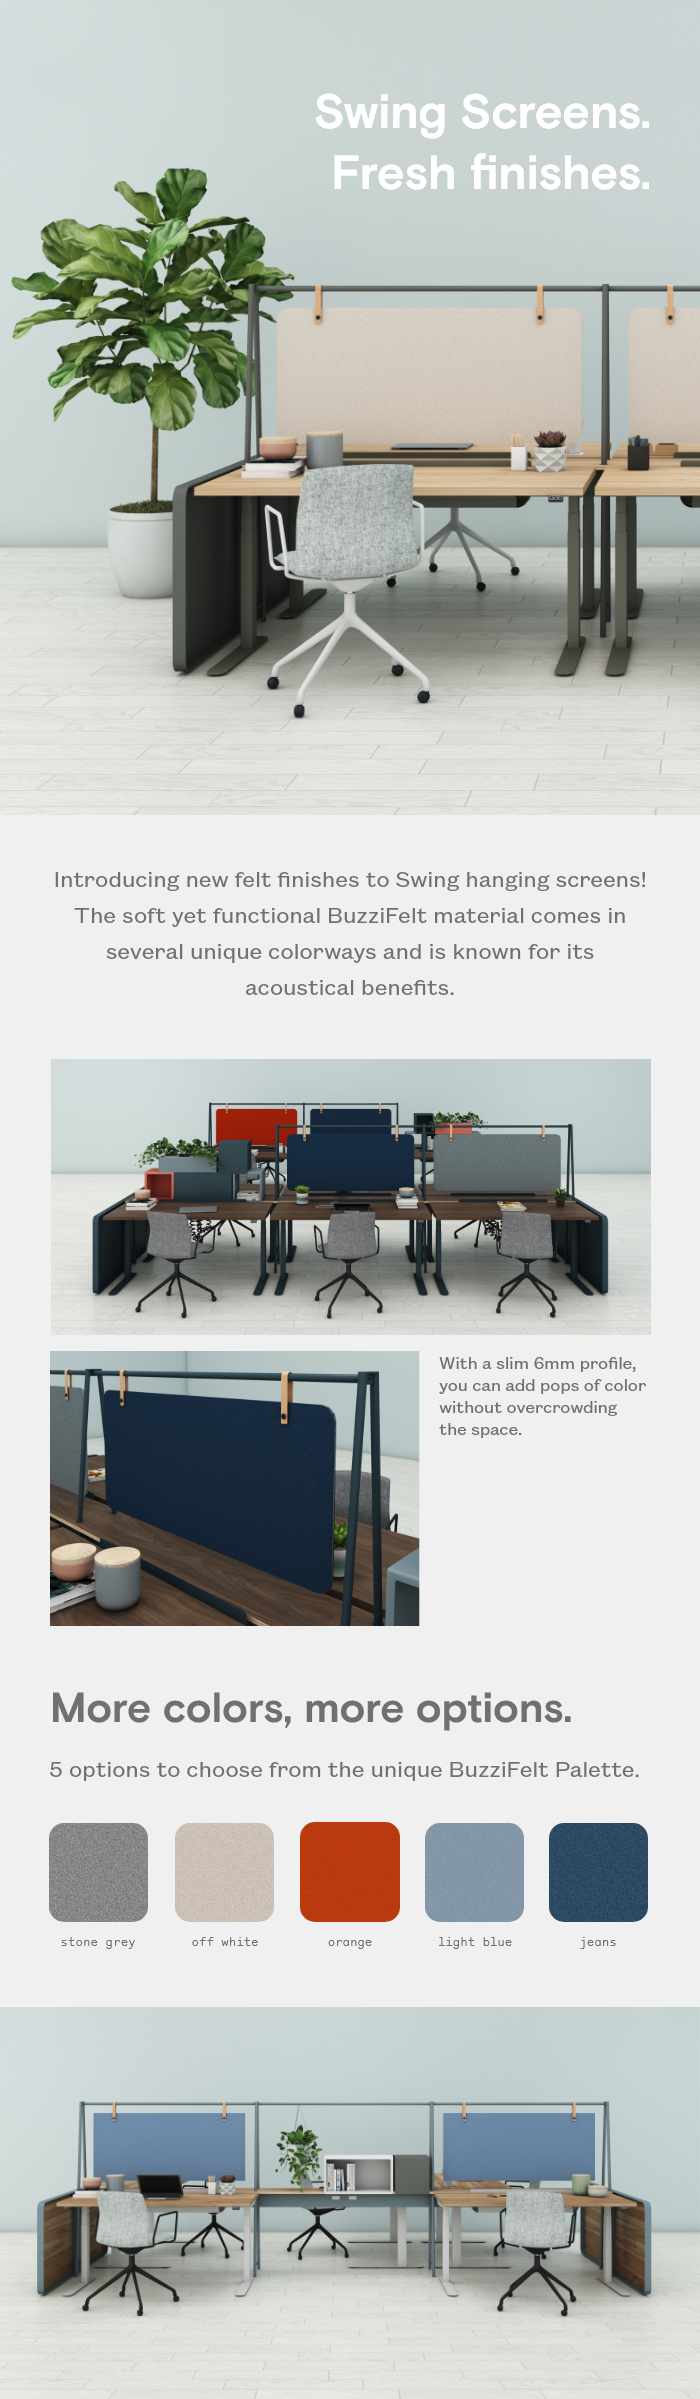 Swing Screens.
Fresh finishes.
Introducing new felt finishes to Swing hanging screens!
The soft yet functional BuzziFelt material comes in
several unique colorways and is known for its
acoustical benefits.
With a slim 6mm profile,
you can add pops of color
without overcrowding
the space.
More colors, more options.
5 options to choose from the unique BuzziFelt Palette.
stone grey
off white
orange
light blue
jeans